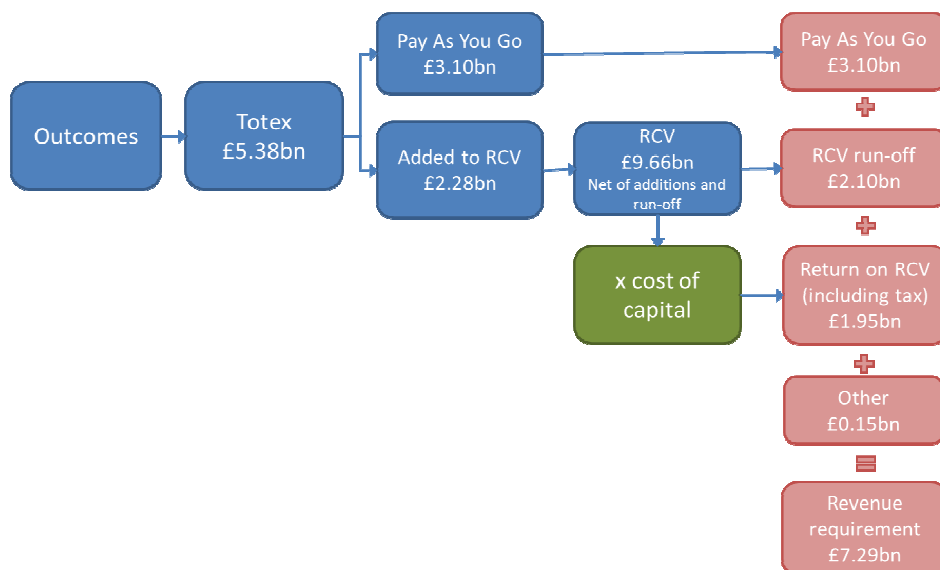 Outcomes
Totex
£5.38bn
Pay As You Go
£3.10bn
Added to RCV
£2.28bn
RCV
£9.66bn
Net of additions and
run-off
x cost of
capital
Pay As You Go
£3.10bn
+
RCV run-off
£2.10bn
+
Return on RCV
(including tax)
£1.95bn
+
Other
£0.15bn
=
Revenue
requirement
£7.29bn